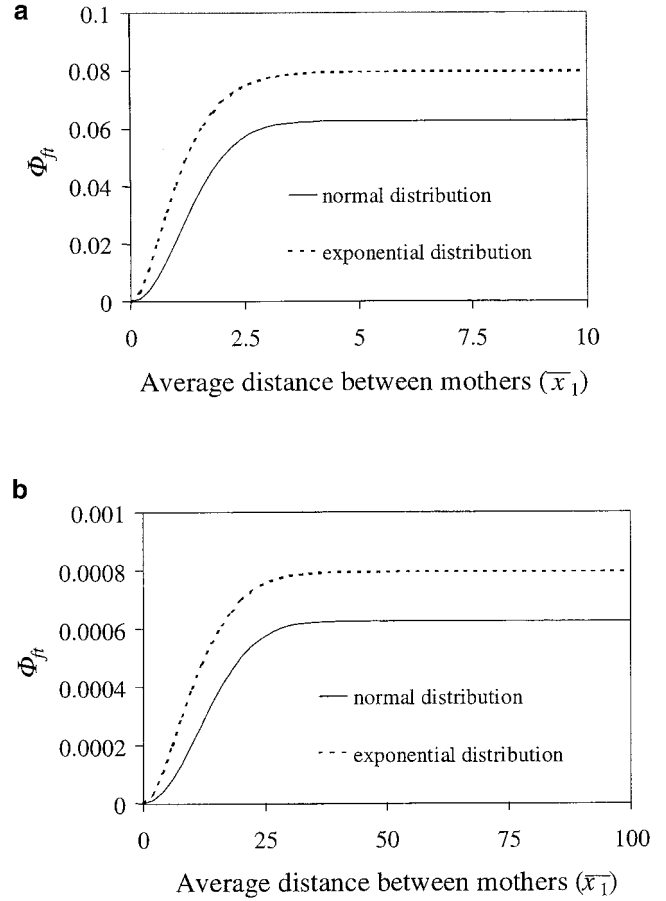 a
0.1
0.08
0.06
0.04
0.02
0
Φft
normal distribution
exponential distribution
0 2.5 5 7.5 10
Average distance between mothers (x̅1)
b
0.001
0.0008
0.0006
0.0004
0.0002
0
Φft
normal distribution
exponential distribution
0 25 50 75 100
Average distance between mothers (x̅1)